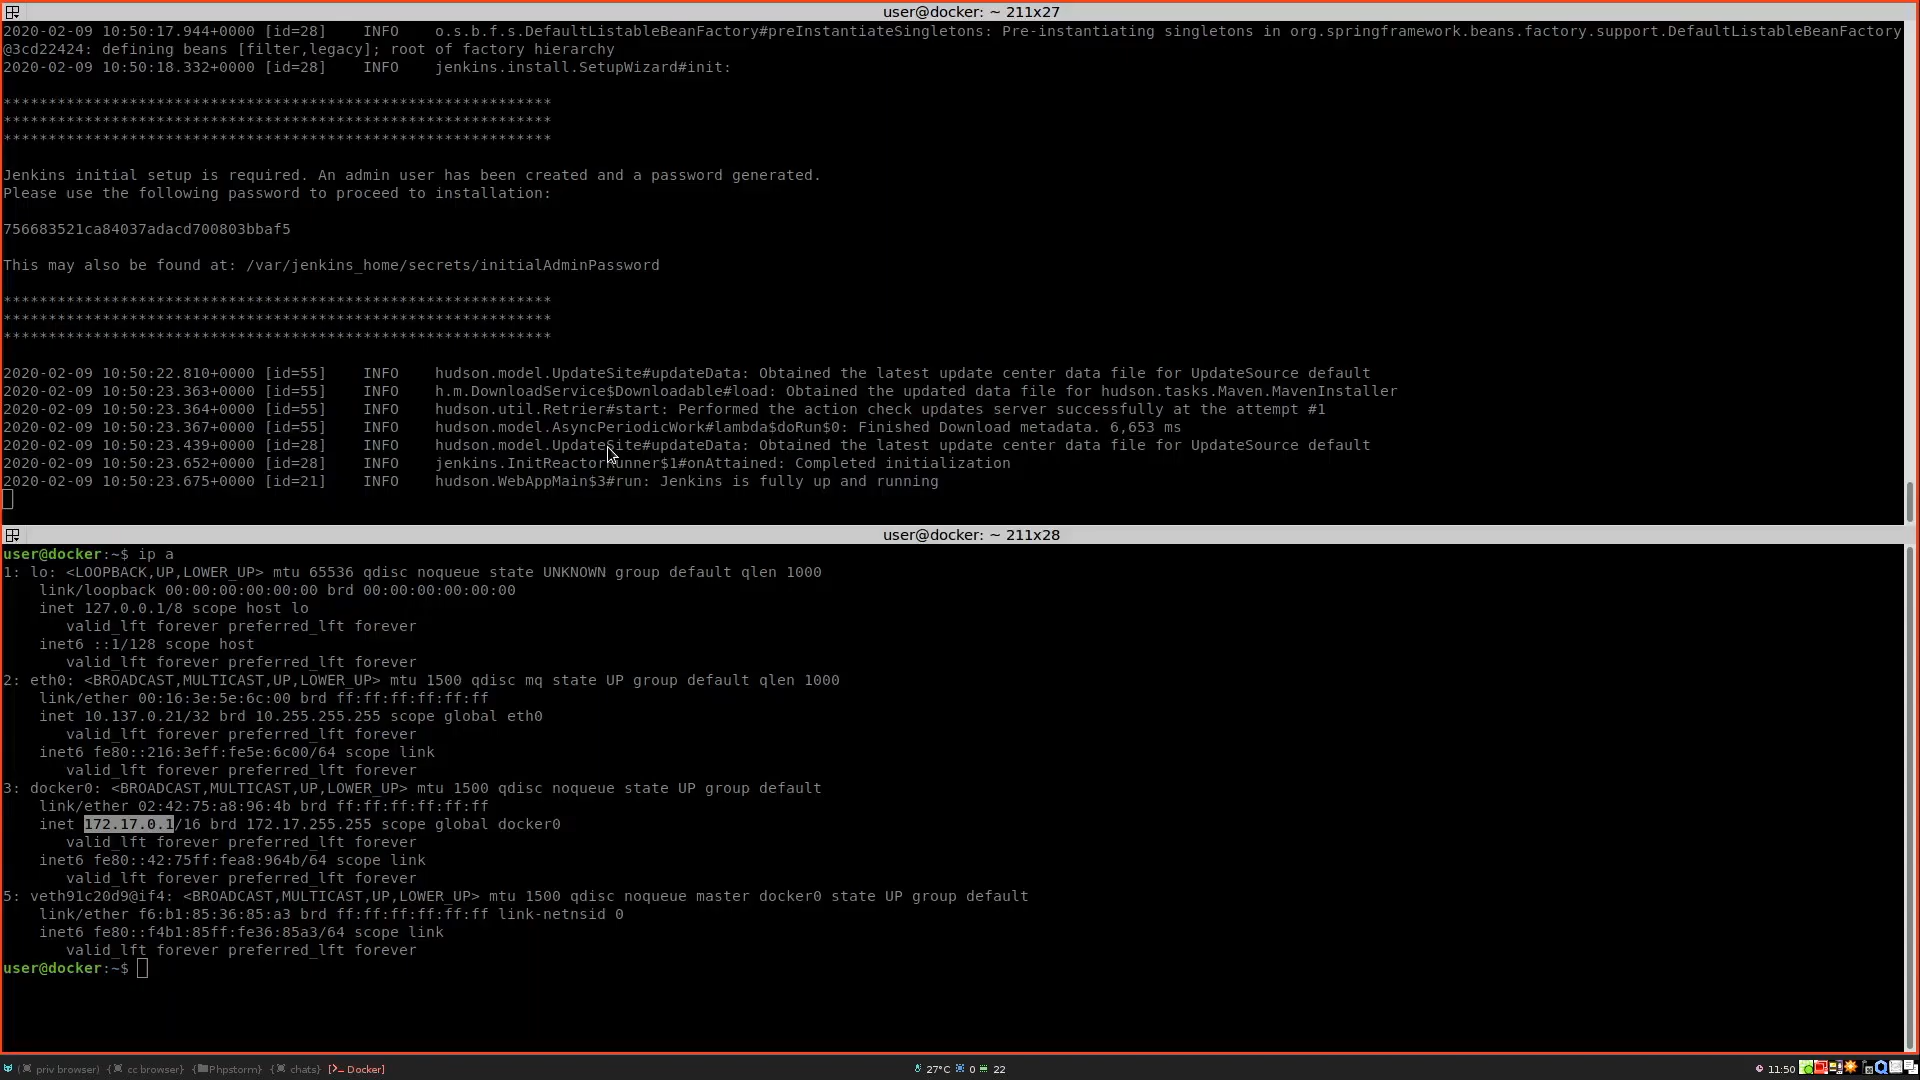 user@docker: ~ 211x27
2020-02-09 10:50:17.944+0000 [id=28]    INFO    o.s.b.f.s.DefaultListableBeanFactory#preInstantiateSingletons: Pre-instantiating singletons in org.springframework.beans.factory.support.DefaultListableBeanFactory
@3cd22424: defining beans [filter,legacy]; root of factory hierarchy
2020-02-09 10:50:18.332+0000 [id=28]    INFO    jenkins.install.SetupWizard#init:
*************************************************************
*************************************************************
*************************************************************
Jenkins initial setup is required. An admin user has been created and a password generated.
Please use the following password to proceed to installation:
756683521ca84037adacd700803bbaf5
This may also be found at: /var/jenkins_home/secrets/initialAdminPassword
*************************************************************
*************************************************************
*************************************************************
2020-02-09 10:50:22.810+0000 [id=55]    INFO    hudson.model.UpdateSite#updateData: Obtained the latest update center data file for UpdateSource default
2020-02-09 10:50:23.363+0000 [id=55]    INFO    h.m.DownloadService$Downloadable#load: Obtained the updated data file for hudson.tasks.Maven.MavenInstaller
2020-02-09 10:50:23.364+0000 [id=55]    INFO    hudson.util.Retrier#start: Performed the action check updates server successfully at the attempt #1
2020-02-09 10:50:23.367+0000 [id=55]    INFO    hudson.model.AsyncPeriodicWork#lambda$doRun$0: Finished Download metadata. 6,653 ms
2020-02-09 10:50:23.439+0000 [id=28]    INFO    hudson.model.UpdateSite#updateData: Obtained the latest update center data file for UpdateSource default
2020-02-09 10:50:23.652+0000 [id=28]    INFO    jenkins.InitReactorRunner$1#onAttained: Completed initialization
2020-02-09 10:50:23.675+0000 [id=21]    INFO    hudson.WebAppMain$3#run: Jenkins is fully up and running
user@docker: ~ 211x28
user@docker:~$ ip a
1: lo: <LOOPBACK,UP,LOWER_UP> mtu 65536 qdisc noqueue state UNKNOWN group default qlen 1000
    link/loopback 00:00:00:00:00:00 brd 00:00:00:00:00:00
    inet 127.0.0.1/8 scope host lo
       valid_lft forever preferred_lft forever
    inet6 ::1/128 scope host
       valid_lft forever preferred_lft forever
2: eth0: <BROADCAST,MULTICAST,UP,LOWER_UP> mtu 1500 qdisc mq state UP group default qlen 1000
    link/ether 00:16:3e:5e:6c:00 brd ff:ff:ff:ff:ff:ff
    inet 10.137.0.21/32 brd 10.255.255.255 scope global eth0
       valid_lft forever preferred_lft forever
    inet6 fe80::216:3eff:fe5e:6c00/64 scope link
       valid_lft forever preferred_lft forever
3: docker0: <BROADCAST,MULTICAST,UP,LOWER_UP> mtu 1500 qdisc noqueue state UP group default
    link/ether 02:42:75:a8:96:4b brd ff:ff:ff:ff:ff:ff
    inet 172.17.0.1/16 brd 172.17.255.255 scope global docker0
       valid_lft forever preferred_lft forever
    inet6 fe80::42:75ff:fea8:964b/64 scope link
       valid_lft forever preferred_lft forever
5: veth91c20d9@if4: <BROADCAST,MULTICAST,UP,LOWER_UP> mtu 1500 qdisc noqueue master docker0 state UP group default
    link/ether f6:b1:85:36:85:a3 brd ff:ff:ff:ff:ff:ff link-netnsid 0
    inet6 fe80::f4b1:85ff:fe36:85a3/64 scope link
       valid_lft forever preferred_lft forever
user@docker:~$
( priv browser) { cc browser} { Phpstorm} { chats} [>_ Docker] 27°C 0 22 11:50